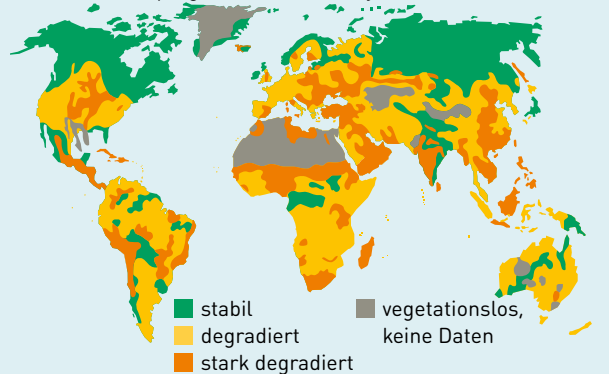 stabil
degradiert
stark degradiert
vegetationslos,
keine Daten